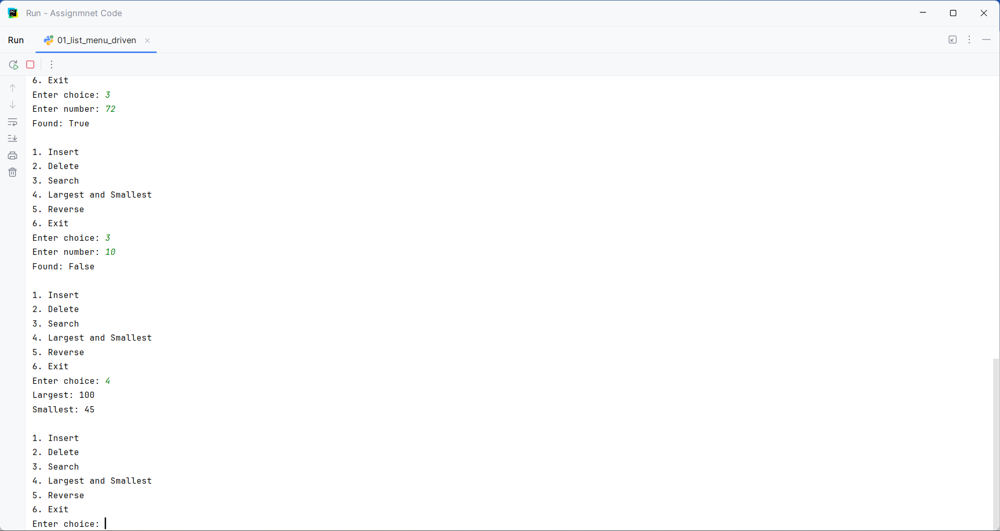 PC
Run - Assignmnet Code
Run 01_list_menu_driven
6. Exit
Enter choice: 3
Enter number: 72
Found: True
1. Insert
2. Delete
3. Search
4. Largest and Smallest
5. Reverse
6. Exit
Enter choice: 3
Enter number: 10
Found: False
1. Insert
2. Delete
3. Search
4. Largest and Smallest
5. Reverse
6. Exit
Enter choice: 4
Largest: 100
Smallest: 45
1. Insert
2. Delete
3. Search
4. Largest and Smallest
5. Reverse
6. Exit
Enter choice: